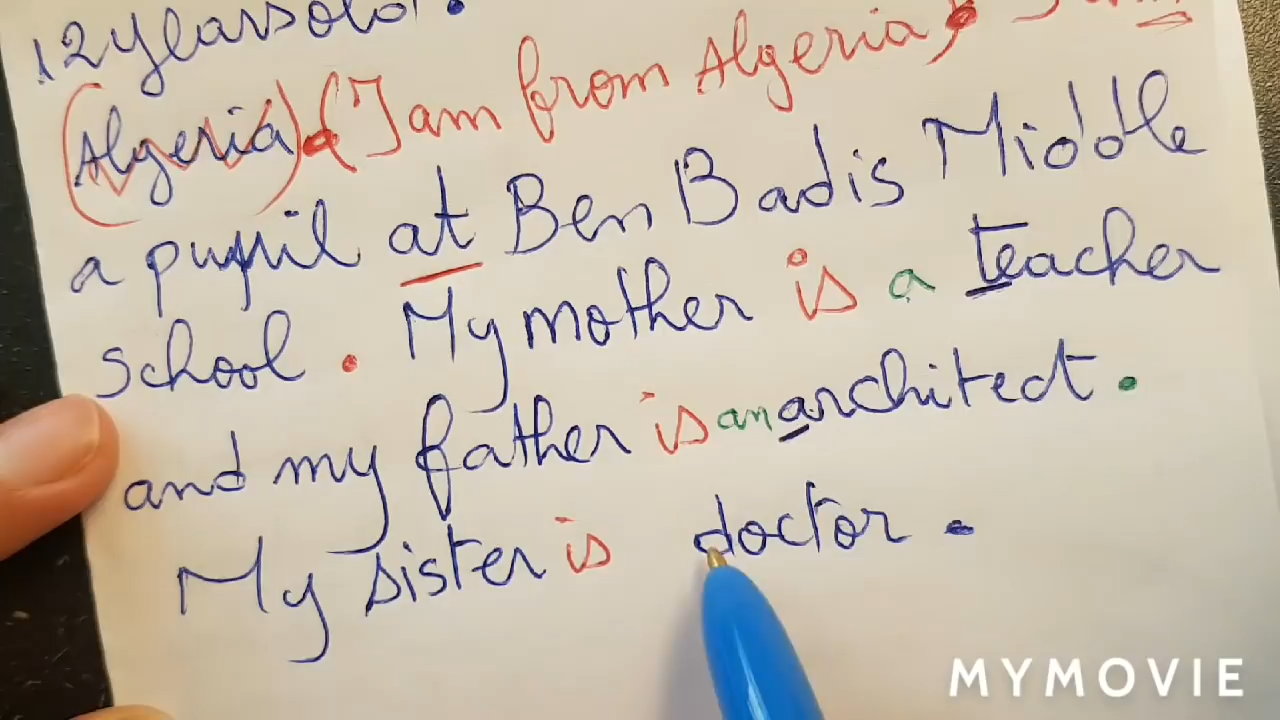 12 years old.
(Algeria) (I am from Algeria).
a pupil at Ben Badis Middle
school. My mother is a teacher
and my father is an architect.
My sister is doctor.
MYMOVIE